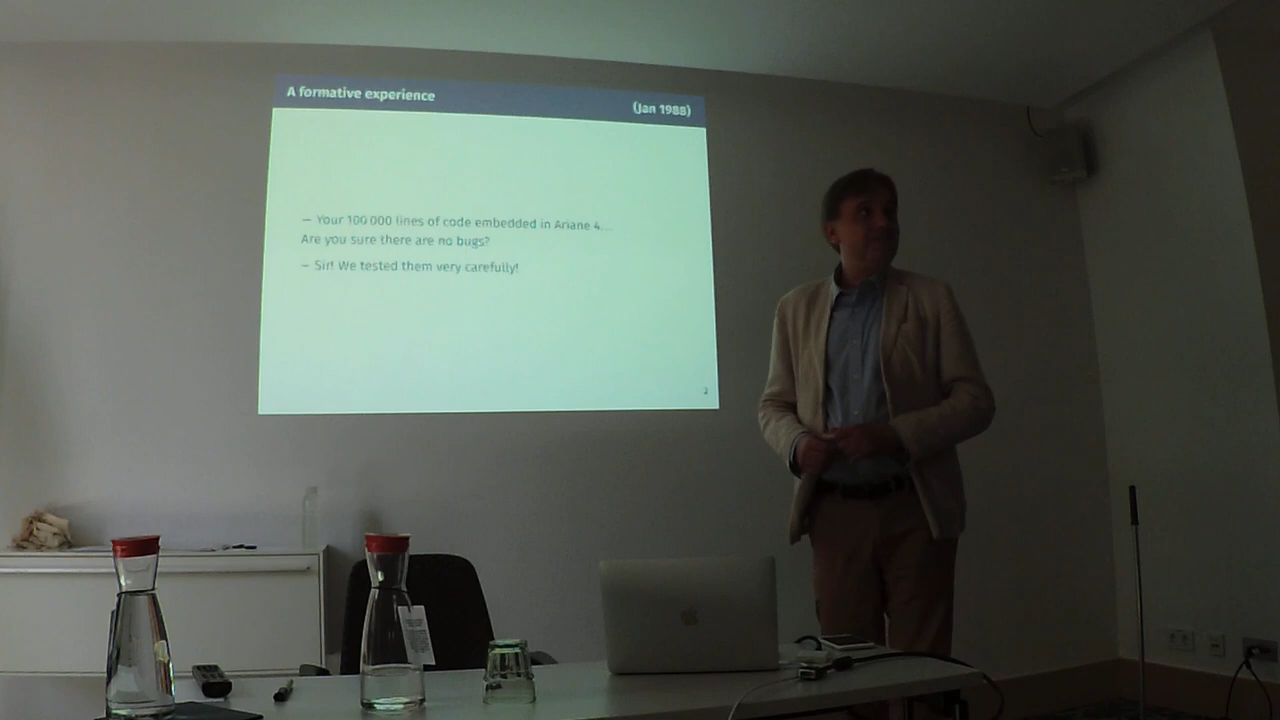 A formative experience
(Jan 1988)
– Your 100 000 lines of code embedded in Ariane 4...
Are you sure there are no bugs?
– Sir! We tested them very carefully!
2